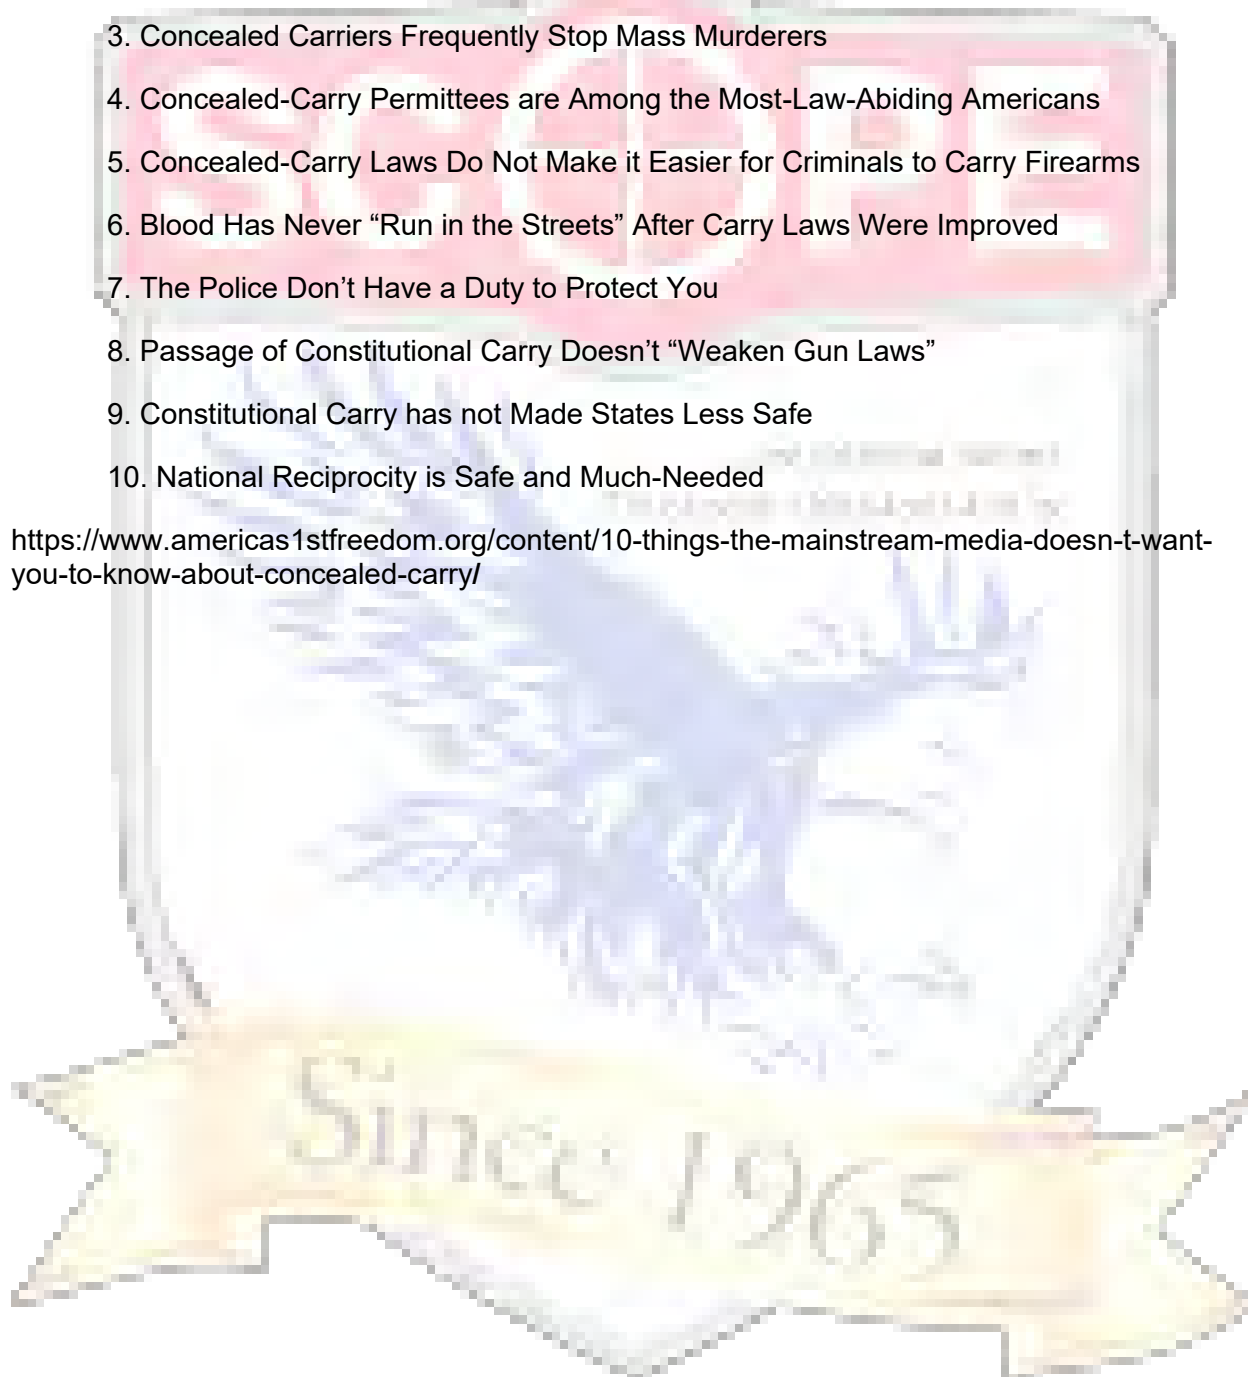 SCOPE
3. Concealed Carriers Frequently Stop Mass Murderers
4. Concealed-Carry Permittees are Among the Most-Law-Abiding Americans
5. Concealed-Carry Laws Do Not Make it Easier for Criminals to Carry Firearms
6. Blood Has Never “Run in the Streets” After Carry Laws Were Improved
7. The Police Don’t Have a Duty to Protect You
8. Passage of Constitutional Carry Doesn’t “Weaken Gun Laws”
9. Constitutional Carry has not Made States Less Safe
10. National Reciprocity is Safe and Much-Needed
https://www.americas1stfreedom.org/content/10-things-the-mainstream-media-doesn-t-want-
you-to-know-about-concealed-carry/
Since 1965